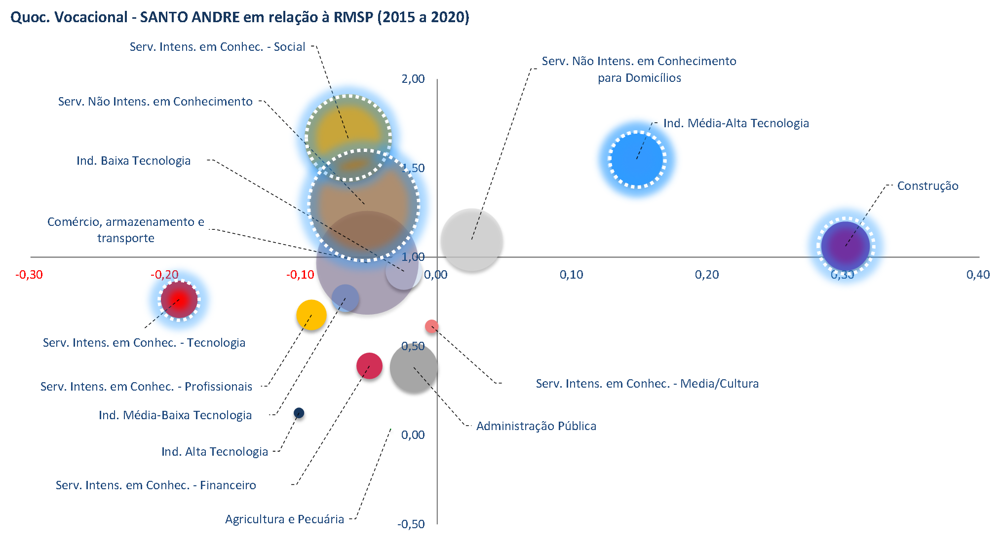 Quoc. Vocacional - SANTO ANDRE em relação à RMSP (2015 a 2020)
Serv. Intens. em Conhec. - Social
Serv. Não Intens. em Conhecimento
para Domicílios
2,00
Serv. Não Intens. em Conhecimento
Ind. Média-Alta Tecnologia
Ind. Baixa Tecnologia
1,50
Construção
Comércio, armazenamento e
transporte
1,00
-0,30
-0,20
-0,10
0,00
0,10
0,20
0,30
0,40
Serv. Intens. em Conhec. - Tecnologia
0,50
Serv. Intens. em Conhec. - Profissionais
Serv. Intens. em Conhec. - Media/Cultura
Ind. Média-Baixa Tecnologia
Administração Pública
0,00
Ind. Alta Tecnologia
Serv. Intens. em Conhec. - Financeiro
Agricultura e Pecuária
-0,50